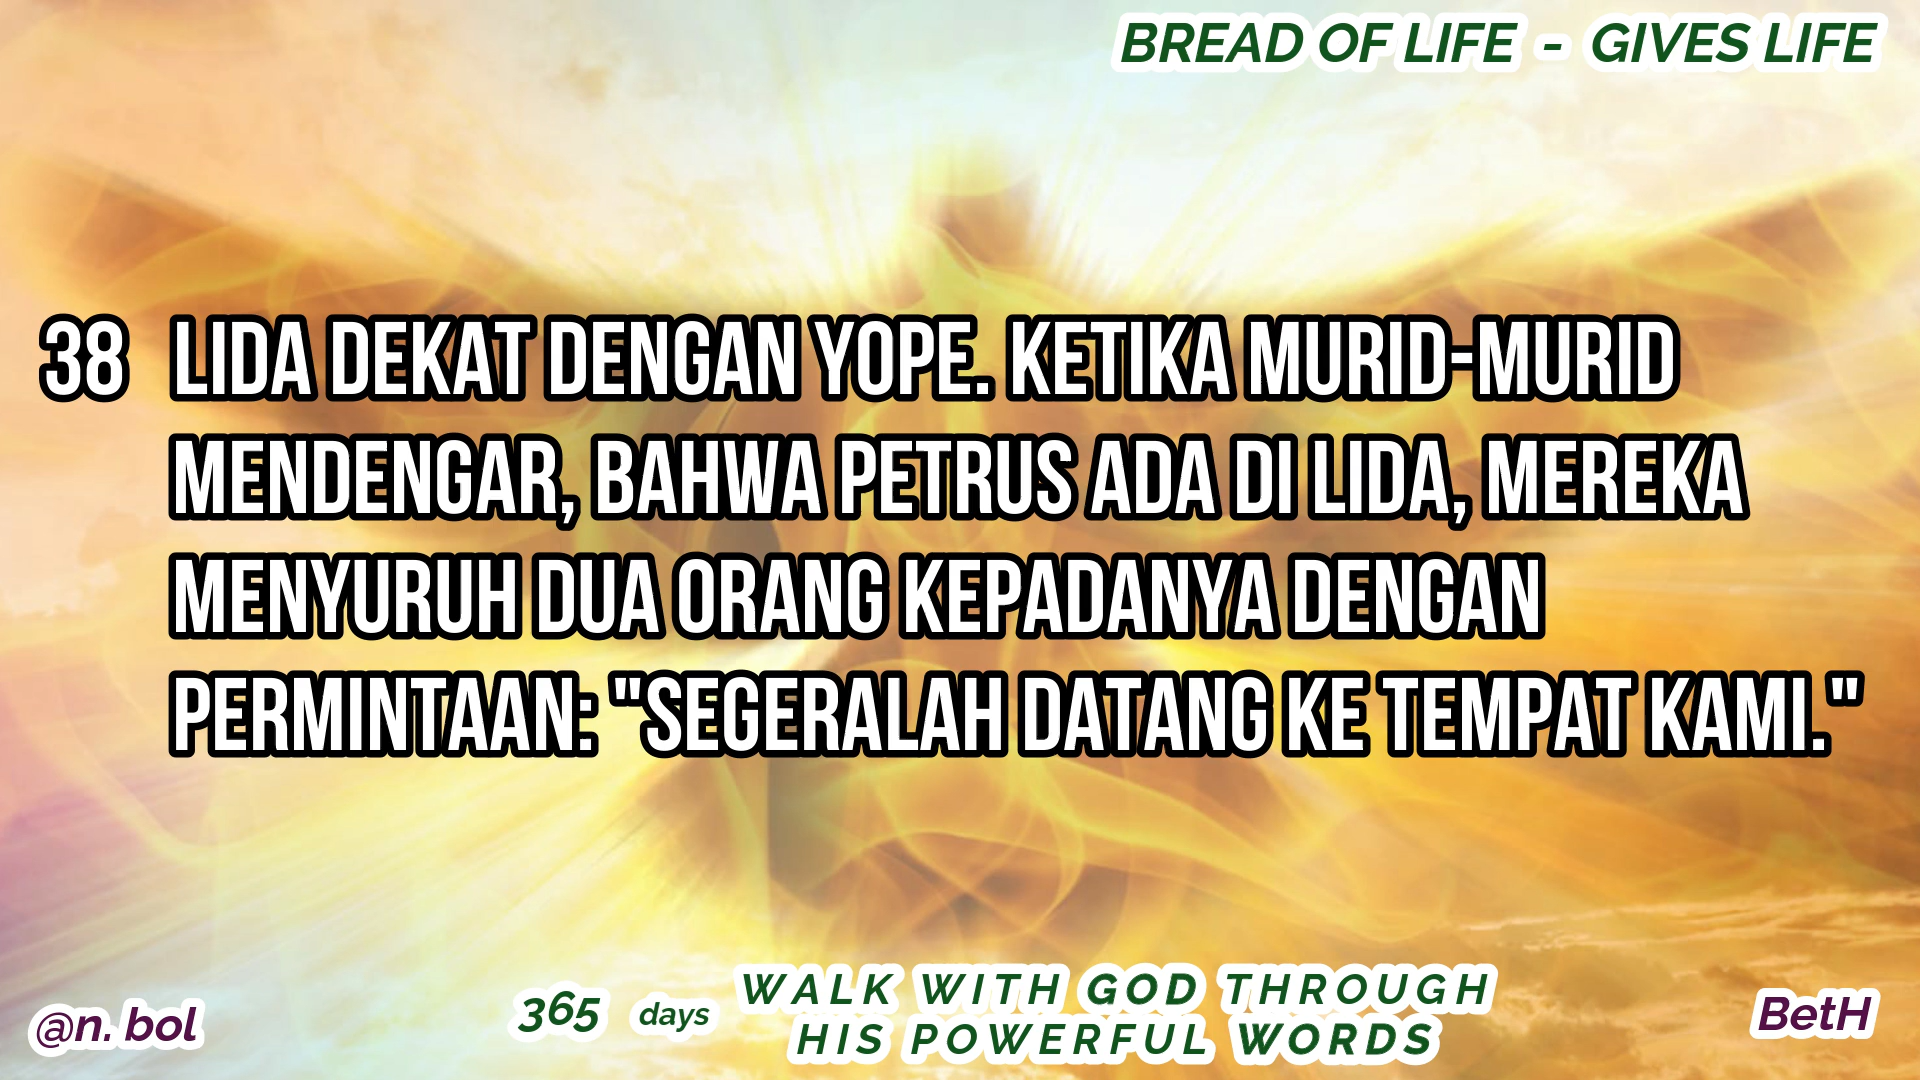 BREAD OF LIFE - GIVES LIFE
38 LIDA DEKAT DENGAN YOPE. KETIKA MURID-MURID
MENDENGAR, BAHWA PETRUS ADA DI LIDA, MEREKA
MENYURUH DUA ORANG KEPADANYA DENGAN
PERMINTAAN: "SEGERALAH DATANG KE TEMPAT KAMI."
@n. bol
365 days
WALK WITH GOD THROUGH
HIS POWERFUL WORDS
BetH